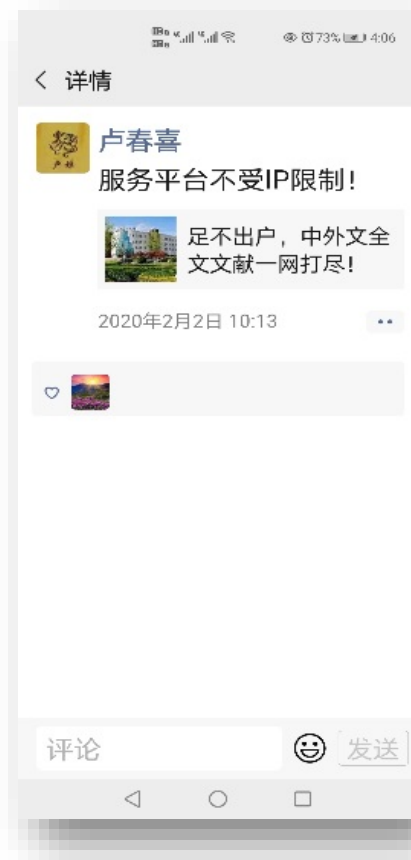 73% 4:06
详情
卢春喜
服务平台不受IP限制！
足不出户，中外文全
文文献一网打尽！
2020年2月2日 10:13
评论
发送